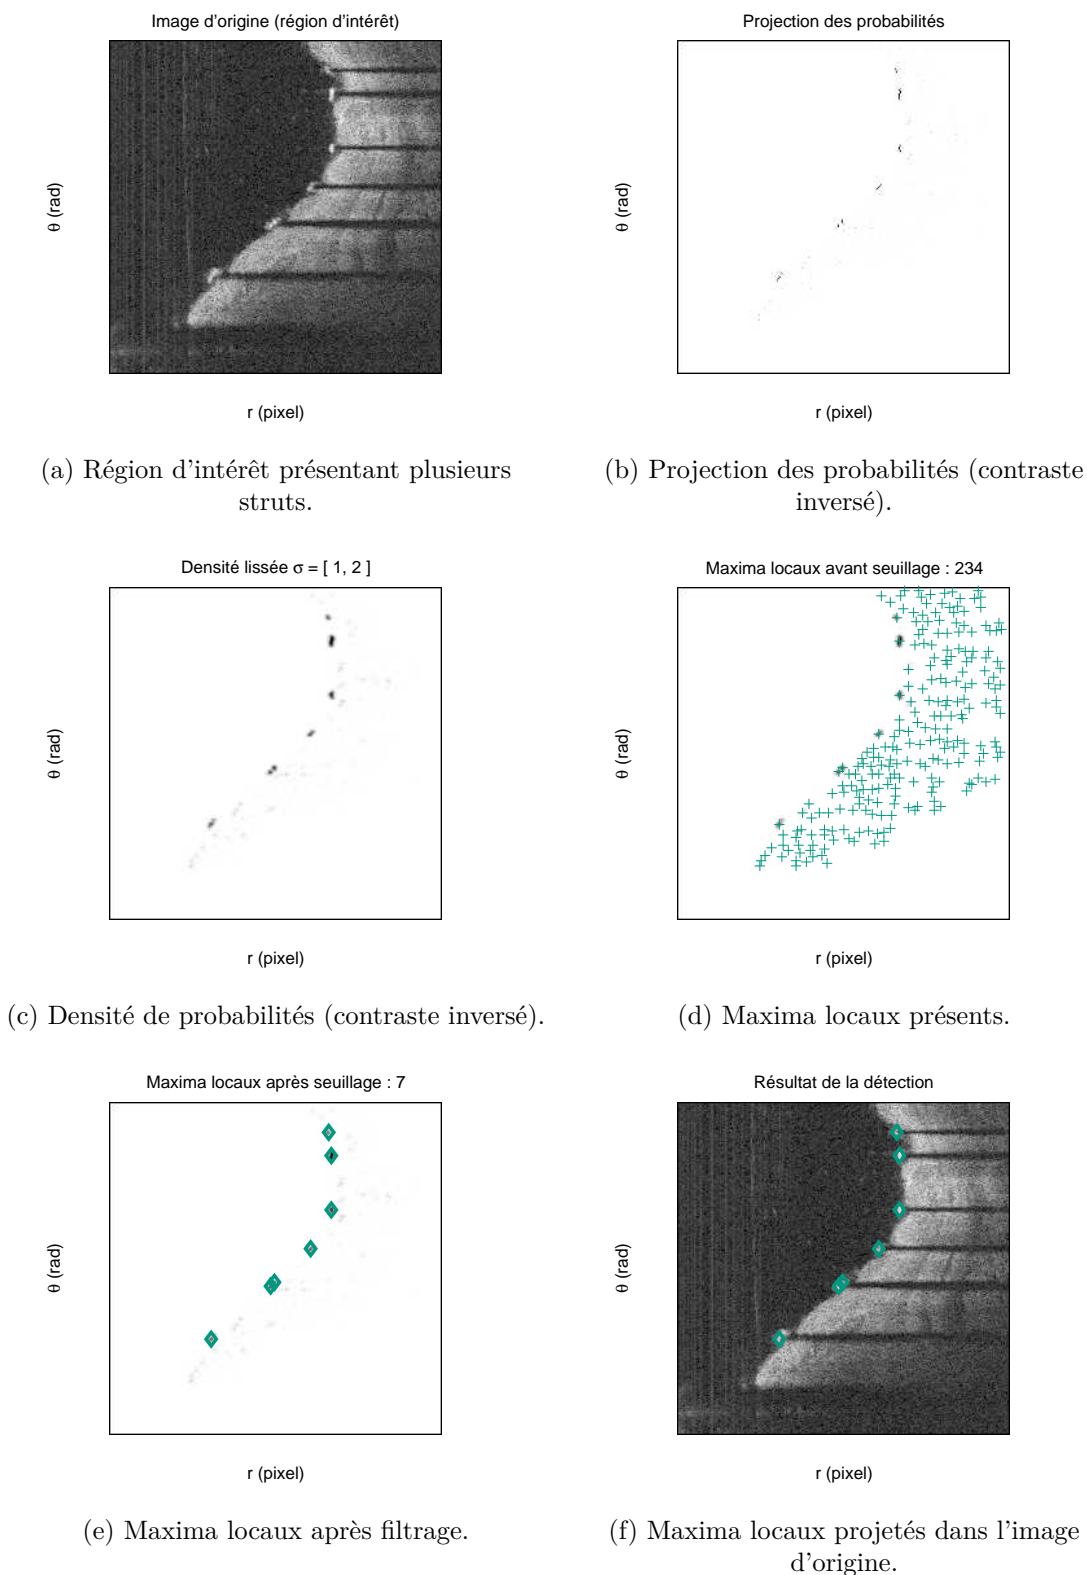 Image d'origine (région d'intérêt)
θ (rad)
r (pixel)
(a) Région d'intérêt présentant plusieurs
struts.
Projection des probabilités
θ (rad)
r (pixel)
(b) Projection des probabilités (contraste
inversé).
Densité lissée σ = [ 1, 2 ]
θ (rad)
r (pixel)
(c) Densité de probabilités (contraste inversé).
Maxima locaux avant seuillage : 234
θ (rad)
r (pixel)
(d) Maxima locaux présents.
Maxima locaux après seuillage : 7
θ (rad)
r (pixel)
(e) Maxima locaux après filtrage.
Résultat de la détection
θ (rad)
r (pixel)
(f) Maxima locaux projetés dans l'image
d'origine.